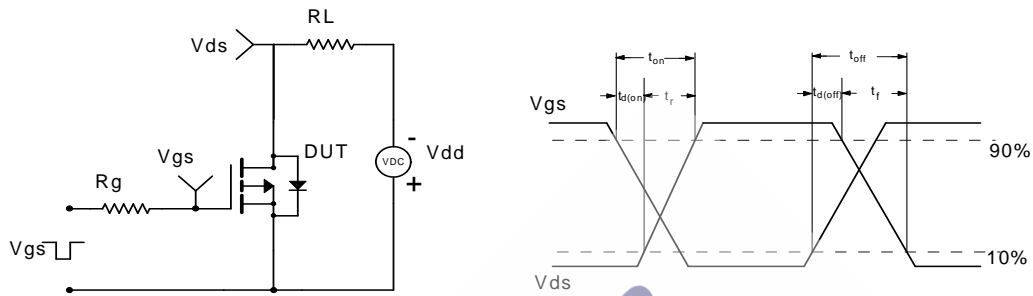 RL
Vds
Vgs
DUT
VDC
-
+
Vdd
Rg
Vgs
ton
toff
td(on)
tr
td(off)
tf
Vgs
90%
10%
Vds